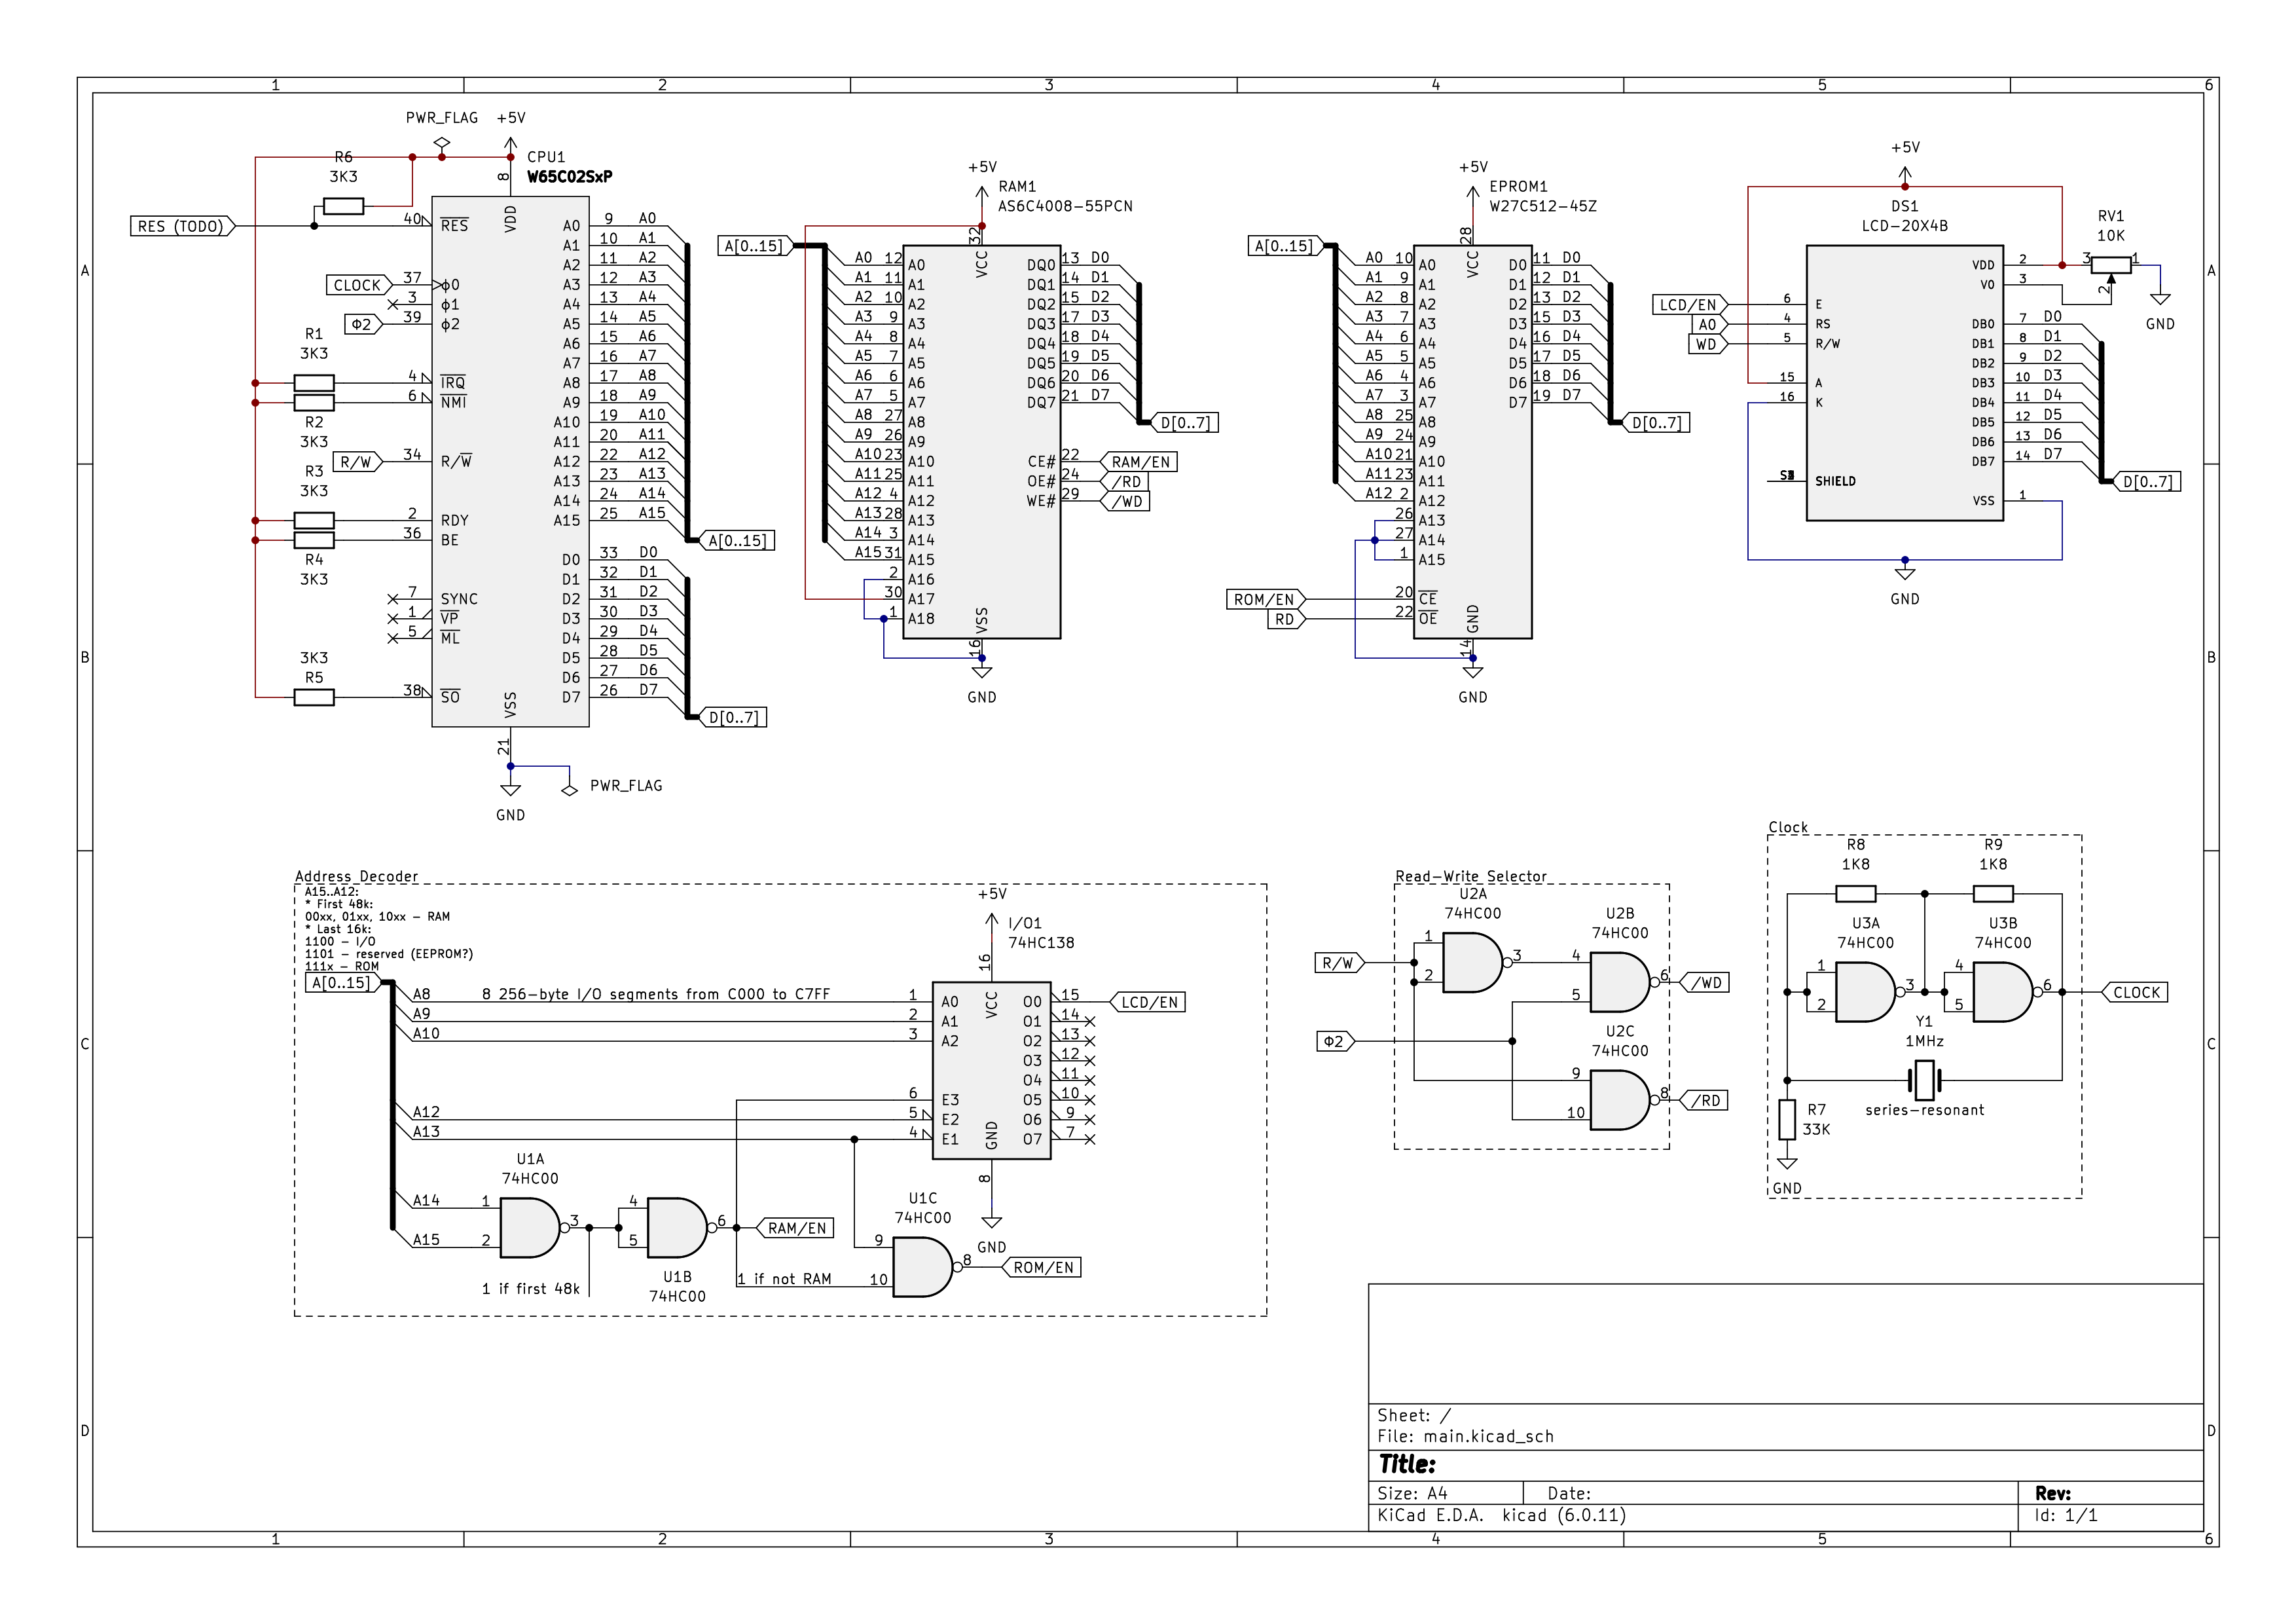 1 2 3 4 5 6
A
B
C
D
PWR_FLAG +5V
R6
3K3
CPU1
W65C02SxP
RES (TODO)
CLOCK
Φ2
R1
3K3
R2
3K3
R/W
R3
3K3
R4
3K3
3K3
R5
8 VDD
40 RES
37 ϕ0
3 ϕ1
39 ϕ2
4 IRQ
6 NMI
34 R/W
2 RDY
36 BE
7 SYNC
1 VP
5 ML
38 SO
VSS 21
A0 9 A0
A1 10 A1
A2 11 A2
A3 12 A3
A4 13 A4
A5 14 A5
A6 15 A6
A7 16 A7
A8 17 A8
A9 18 A9
A10 19 A10
A11 20 A11
A12 22 A12
A13 23 A13
A14 24 A14
A15 25 A15
A[0..15]
D0 33 D0
D1 32 D1
D2 31 D2
D3 30 D3
D4 29 D4
D5 28 D5
D6 27 D6
D7 26 D7
D[0..7]
GND
PWR_FLAG
+5V
RAM1
AS6C4008-55PCN
A[0..15]
32 VCC
A0 12 A0
A1 11 A1
A2 10 A2
A3 9 A3
A4 8 A4
A5 7 A5
A6 6 A6
A7 5 A7
A8 27 A8
A9 26 A9
A10 23 A10
A11 25 A11
A12 4 A12
A13 28 A13
A14 3 A14
A15 31 A15
2 A16
30 A17
1 A18
VSS 16
DQ0 13 D0
DQ1 14 D1
DQ2 15 D2
DQ3 17 D3
DQ4 18 D4
DQ5 19 D5
DQ6 20 D6
DQ7 21 D7
D[0..7]
CE# 22 RAM/EN
OE# 24 /RD
WE# 29 /WD
GND
+5V
EPROM1
W27C512-45Z
A[0..15]
28 VCC
A0 10 A0
A1 9 A1
A2 8 A2
A3 7 A3
A4 6 A4
A5 5 A5
A6 4 A6
A7 3 A7
A8 25 A8
A9 24 A9
A10 21 A10
A11 23 A11
A12 2 A12
26 A13
27 A14
1 A15
ROM/EN 20 CE
RD 22 OE
GND 14
D0 11 D0
D1 12 D1
D2 13 D2
D3 15 D3
D4 16 D4
D5 17 D5
D6 18 D6
D7 19 D7
D[0..7]
GND
+5V
DS1
LCD-20X4B
RV1
10K
3 1
2
GND
LCD/EN 6 E
A0 4 RS
WD 5 R/W
15 A
16 K
SHIELD
VDD 2
V0 3
DB0 7 D0
DB1 8 D1
DB2 9 D2
DB3 10 D3
DB4 11 D4
DB5 12 D5
DB6 13 D6
DB7 14 D7
D[0..7]
VSS 1
GND
Address Decoder
A15..A12:
* First 48k:
00xx, 01xx, 10xx - RAM
* Last 16k:
1100 - I/O
1101 - reserved (EEPROM?)
111x - ROM
A[0..15]
+5V
I/O1
74HC138
16 VCC
A8 8 256-byte I/O segments from C000 to C7FF 1 A0
A9 2 A1
A10 3 A2
6 E3
A12 5 E2
A13 4 E1
GND 8
O0 15 LCD/EN
O1 14
O2 13
O3 12
O4 11
O5 10
O6 9
O7 7
GND
U1A
74HC00
A14 1
A15 2
3
1 if first 48k
4
5
6
U1B
74HC00
RAM/EN
1 if not RAM
U1C
74HC00
9
10
8
ROM/EN
Read-Write Selector
U2A
74HC00
R/W
1
2
3
U2B
74HC00
4
5
6
/WD
Φ2
U2C
74HC00
9
10
8
/RD
Clock
R8
1K8
R9
1K8
U3A
74HC00
1
2
3
U3B
74HC00
4
5
6
CLOCK
Y1
1MHz
series-resonant
R7
33K
GND
Sheet: /
File: main.kicad_sch
Title:
Size: A4 Date: Rev:
KiCad E.D.A. kicad (6.0.11) Id: 1/1
A
B
C
D
1 2 3 4 5 6